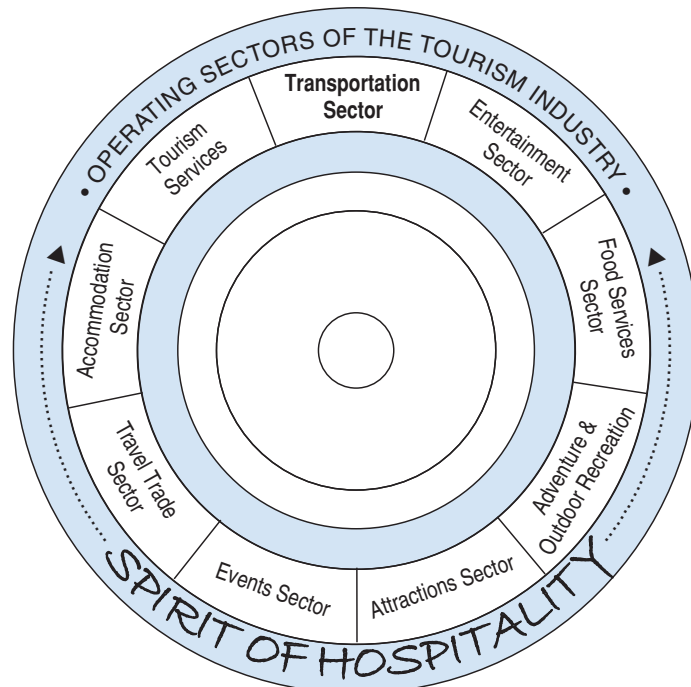 • OPERATING SECTORS OF THE TOURISM INDUSTRY •
Transportation
Sector
Entertainment
Sector
Food Services
Sector
Adventure &
Outdoor Recreation
Attractions Sector
Events Sector
Travel Trade
Sector
Accommodation
Sector
Tourism
Services
SPIRIT OF HOSPITALITY